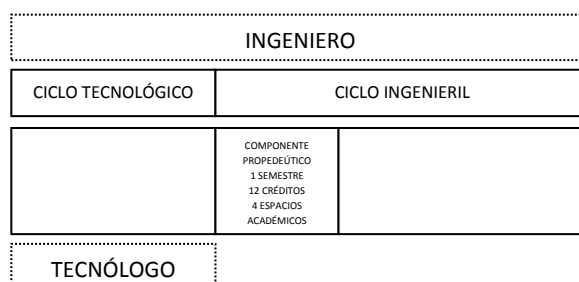 INGENIERO
CICLO TECNOLÓGICO
CICLO INGENIERIL
COMPONENTE
PROPEDEÚTICO
1 SEMESTRE
12 CRÉDITOS
4 ESPACIOS
ACADÉMICOS
TECNÓLOGO